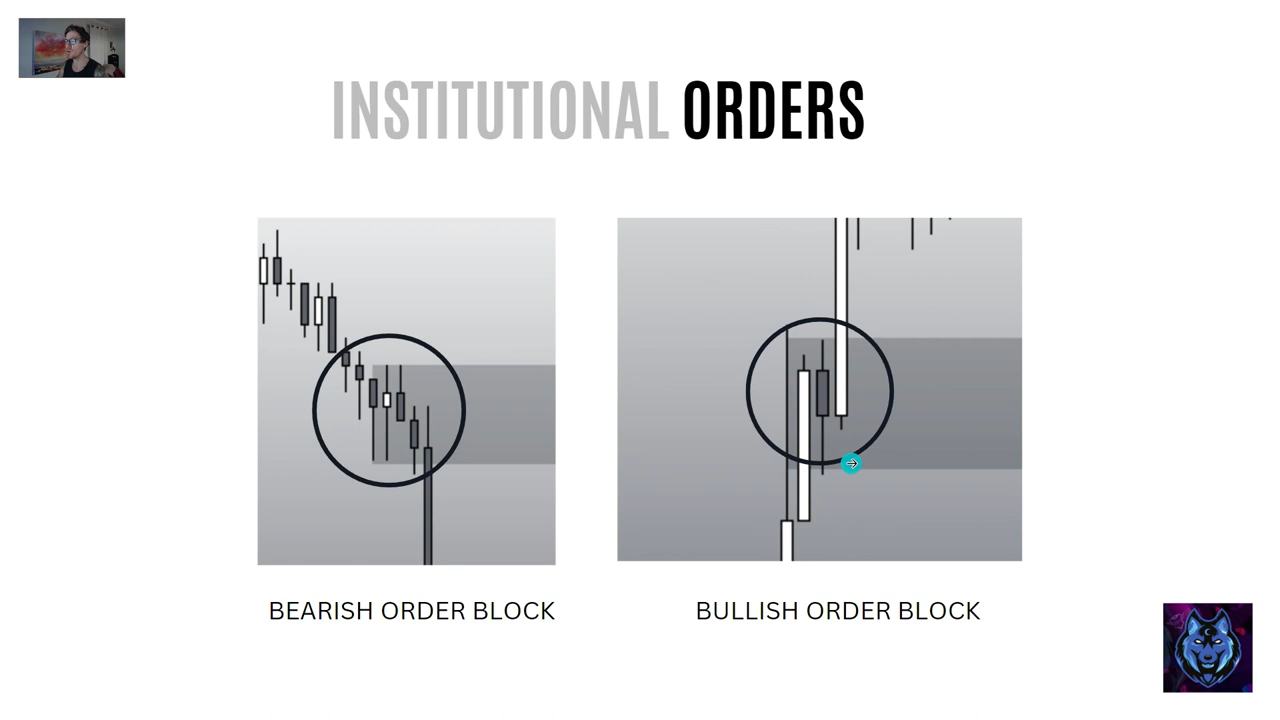 INSTITUTIONAL ORDERS
BEARISH ORDER BLOCK
BULLISH ORDER BLOCK